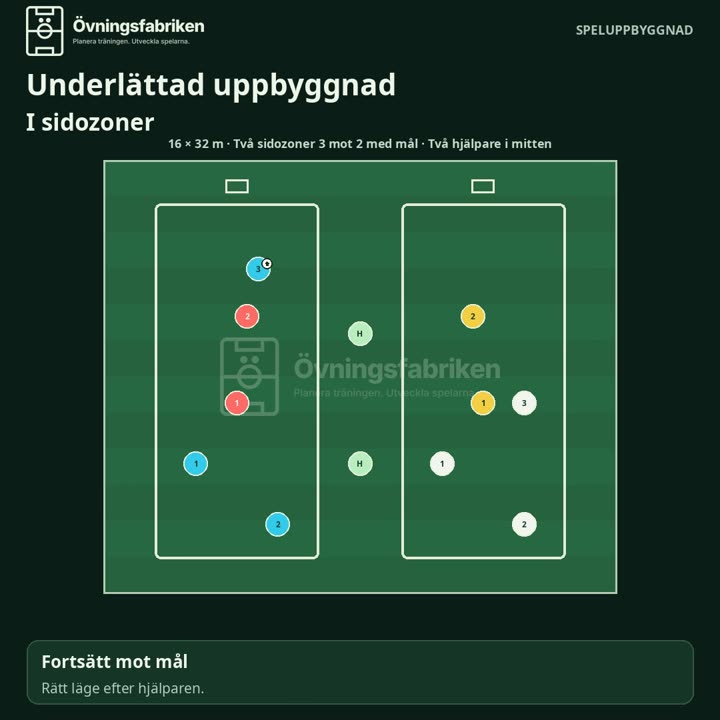 Övningsfabriken
Planera träningen. Utveckla spelarna.
SPELUPPBYGGNAD
Underlättad uppbyggnad
I sidozoner
16 × 32 m · Två sidozoner 3 mot 2 med mål · Två hjälpare i mitten
3
2
2
H
Övningsfabriken
Planera träningen. Utveckla spelarna.
1
1
3
1
H
1
2
2
Fortsätt mot mål
Rätt läge efter hjälparen.